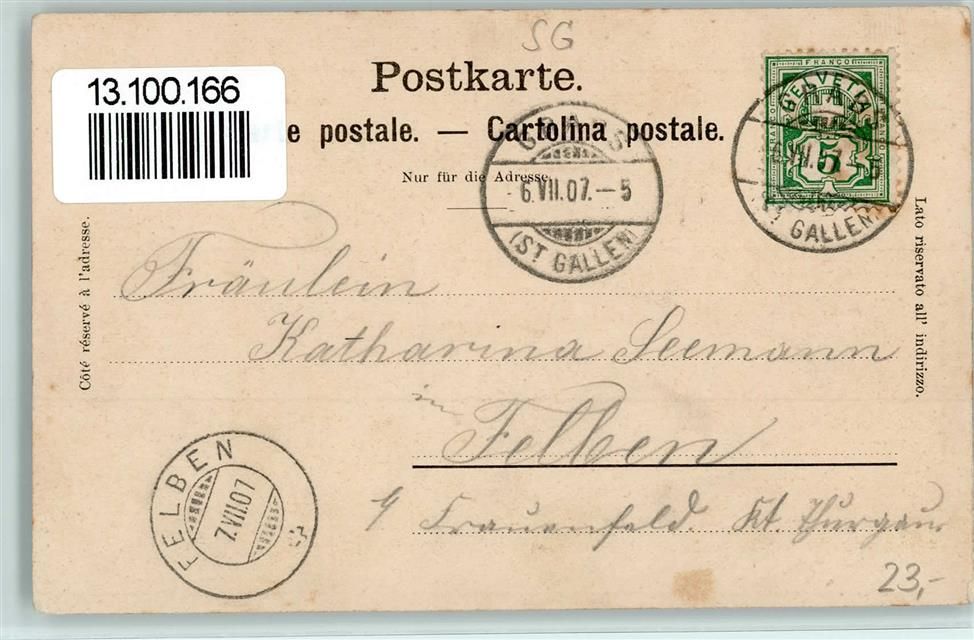 SG
Postkarte.
13.100.166
e postale. — Cartolina postale.
Nur für die Adresse.
FRANCO
HELVETIA
5
(ST. GALLEN)
6.VII.07.–5
(ST GALLEN)
Côté réservé à l'adresse.
Lato riservato all' indirizzo.
Fräulein
Katharina Seemann
in
Felben
Frauenfeld. Kt. Thurgau.
FELBEN
7.VII.07
23,-